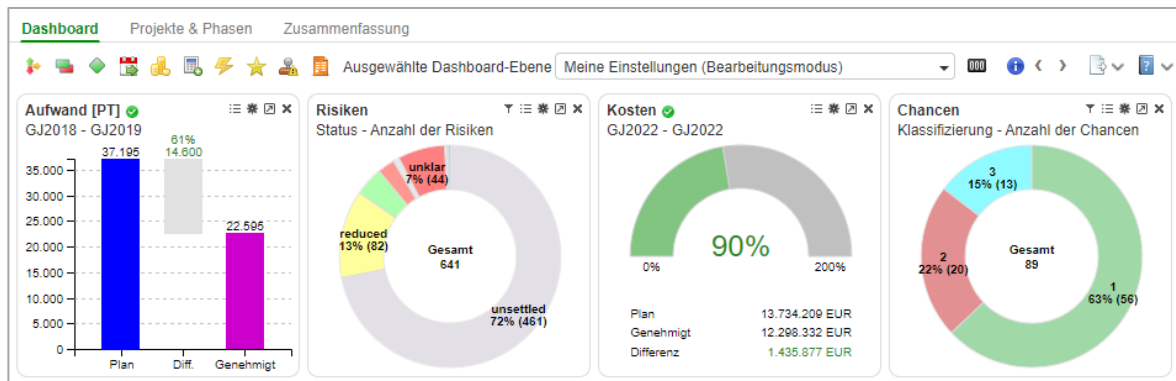 Dashboard Projekte & Phasen Zusammenfassung
Ausgewählte Dashboard-Ebene Meine Einstellungen (Bearbeitungsmodus)
Aufwand [PT]
GJ2018 - GJ2019
61%
37.195 14.600
35.000
30.000
25.000
22.595
20.000
15.000
10.000
5.000
0
Plan Diff. Genehmigt
Risiken
Status - Anzahl der Risiken
unklar
7% (44)
reduced
13% (82)
Gesamt
641
unsettled
72% (461)
Kosten
GJ2022 - GJ2022
90%
0% 200%
Plan 13.734.209 EUR
Genehmigt 12.298.332 EUR
Differenz 1.435.877 EUR
Chancen
Klassifizierung - Anzahl der Chancen
3
15% (13)
2
22% (20)
Gesamt
89
1
63% (56)